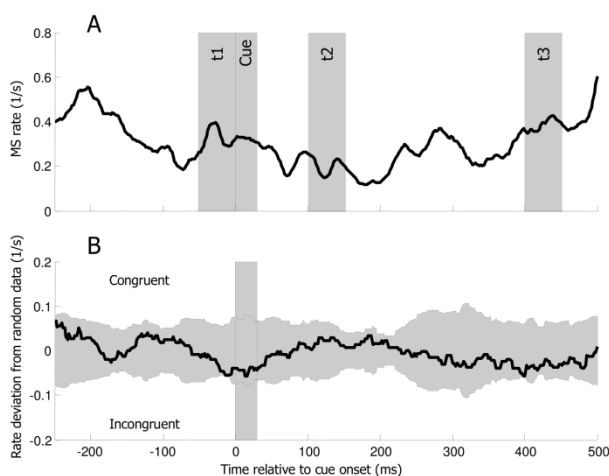 A
MS rate (1/s)
0.8
0.6
0.4
0.2
0
t1
Cue
t2
t3
B
Rate deviation from random data (1/s)
0.2
0.1
0
-0.1
-0.2
Congruent
Incongruent
-200 -100 0 100 200 300 400 500
Time relative to cue onset (ms)